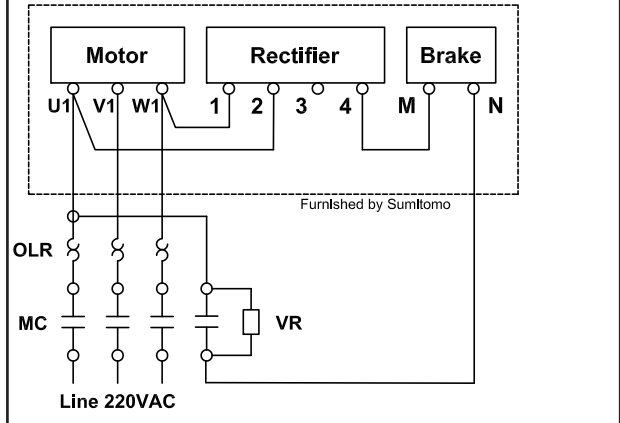 Motor Rectifier Brake
U1 V1 W1 1 2 3 4 M N
Furnished by Sumitomo
OLR
MC VR
Line 220VAC